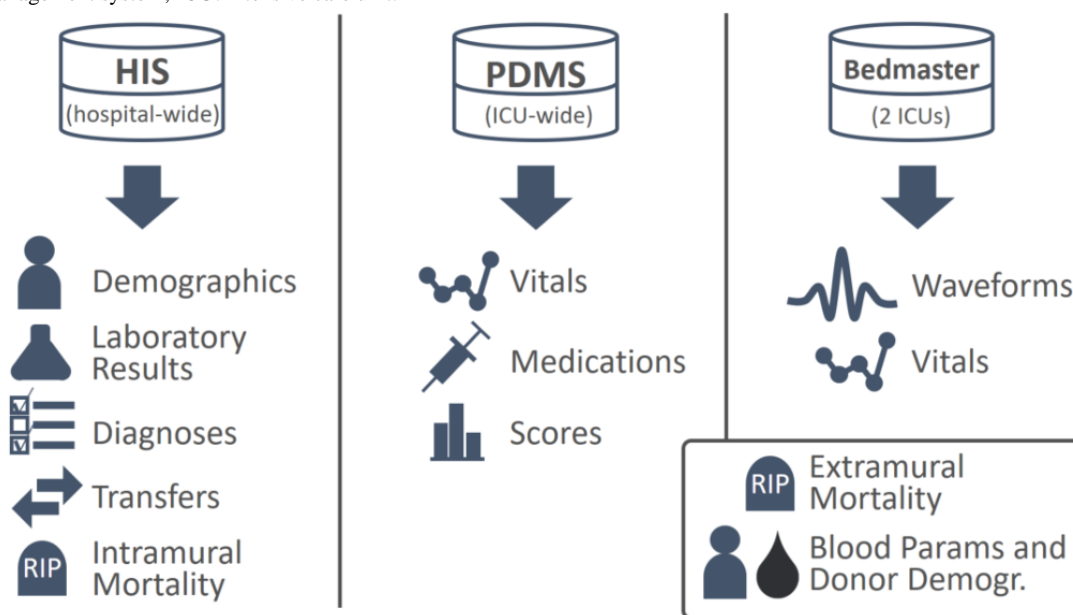 HIS
(hospital-wide)
Demographics
Laboratory
Results
Diagnoses
Transfers
RIP
Intramural
Mortality
PDMS
(ICU-wide)
Vitals
Medications
Scores
Bedmaster
(2 ICUs)
Waveforms
Vitals
RIP
Extramural
Mortality
Blood Params and
Donor Demogr.